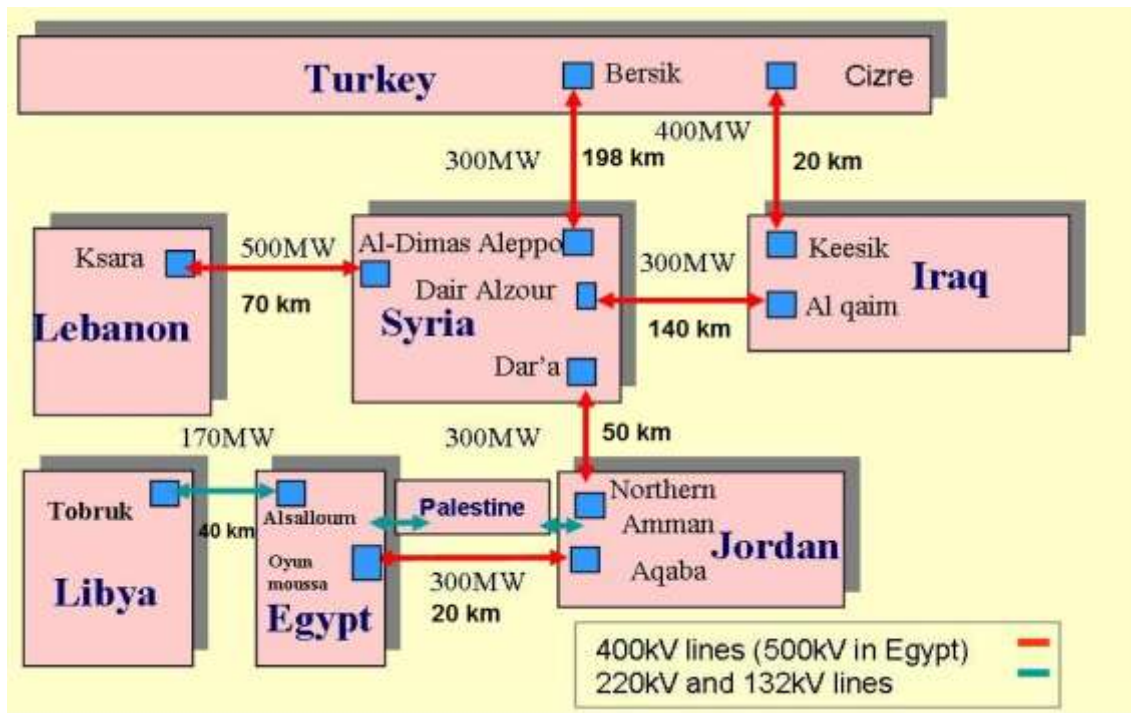 Turkey
Bersik
Cizre
400MW
300MW
198 km
20 km
Ksara
Lebanon
500MW
70 km
Al-Dimas Aleppo
Dair Alzour
Syria
Dar’a
300MW
140 km
Keesik
Iraq
Al qaim
170MW
300MW
50 km
Tobruk
Libya
40 km
Alsalloum
Oyun
moussa
Egypt
Palestine
300MW
20 km
Northern
Amman
Jordan
Aqaba
400kV lines (500kV in Egypt)
220kV and 132kV lines